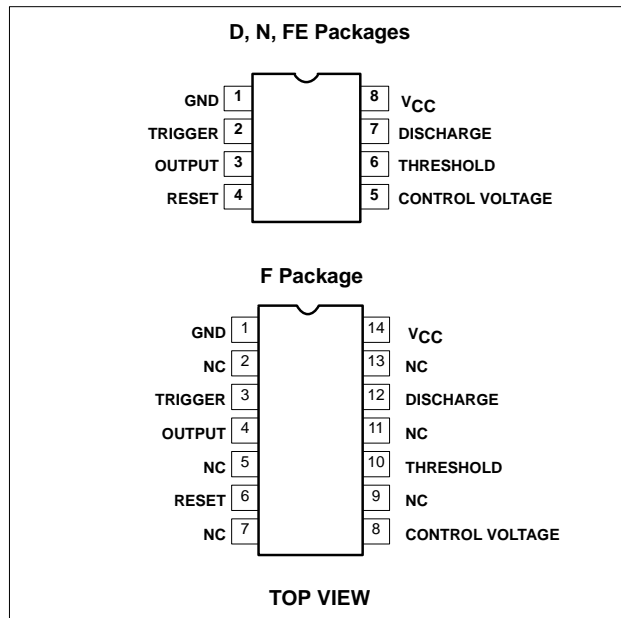 D, N, FE Packages
GND 1 8 VCC
TRIGGER 2 7 DISCHARGE
OUTPUT 3 6 THRESHOLD
RESET 4 5 CONTROL VOLTAGE
F Package
GND 1 14 VCC
NC 2 13 NC
TRIGGER 3 12 DISCHARGE
OUTPUT 4 11 NC
NC 5 10 THRESHOLD
RESET 6 9 NC
NC 7 8 CONTROL VOLTAGE
TOP VIEW